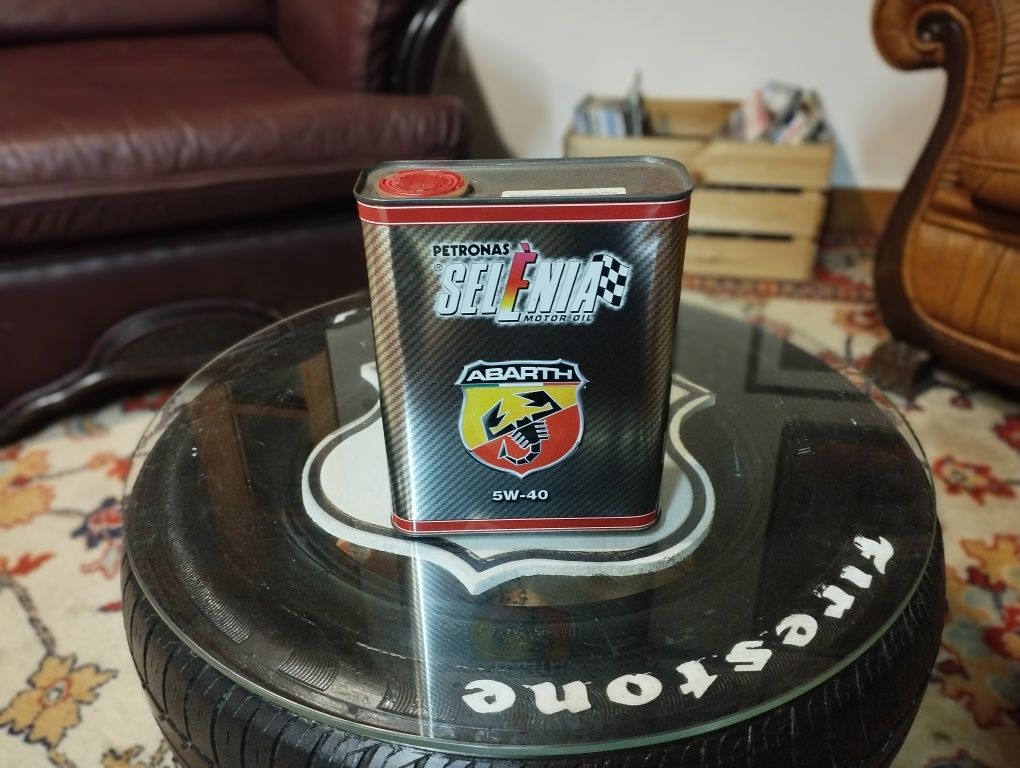 PETRONAS
SELÈNIA
MOTOR OIL
ABARTH
5W-40
Firestone